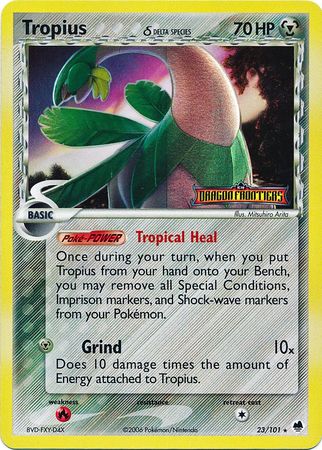 Tropius δ DELTA SPECIES 70 HP
DRAGON FRONTIERS
Illus. Mitsuhiro Arita
BASIC
Poké-POWER Tropical Heal
Once during your turn, when you put
Tropius from your hand onto your Bench,
you may remove all Special Conditions,
Imprison markers, and Shock-wave markers
from your Pokémon.
Grind 10x
Does 10 damage times the amount of
Energy attached to Tropius.
weakness resistance retreat cost
8VD-FXY-D4X ©2006 Pokémon/Nintendo 23/101 ★